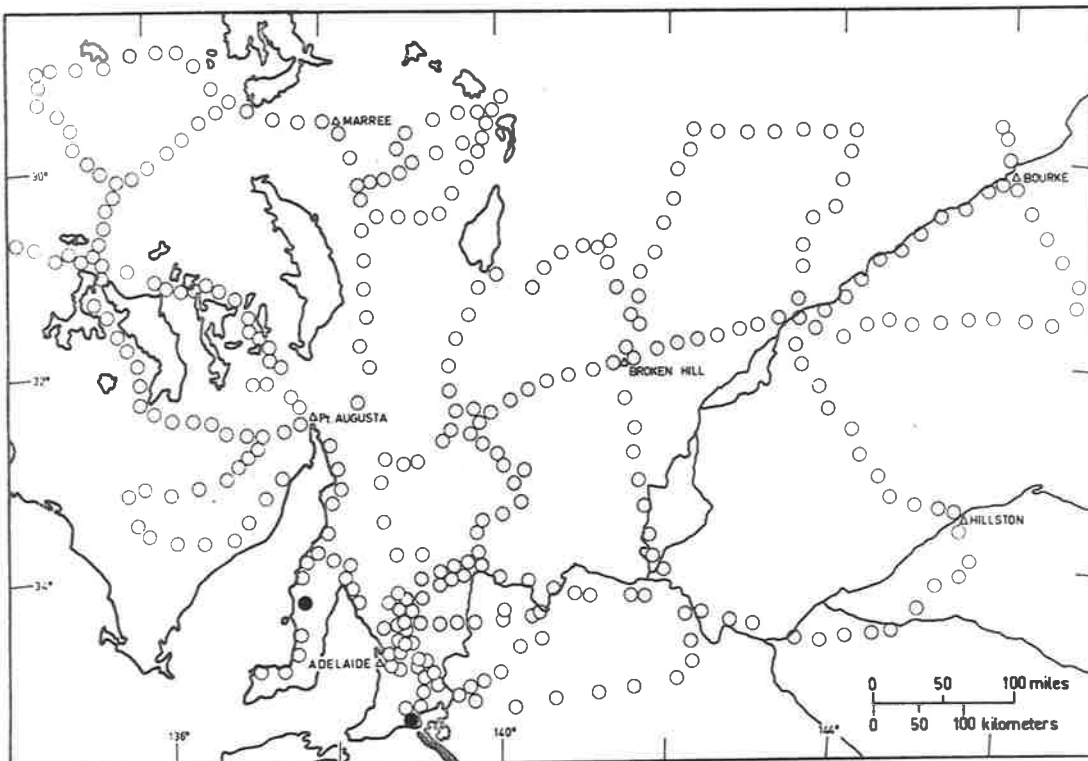 MARREE
30°
BOURKE
32°
BROKEN HILL
Pt. AUGUSTA
HILLSTON
34°
ADELAIDE
0 50 100 miles
0 50 100 kilometers
136°
140°
144°